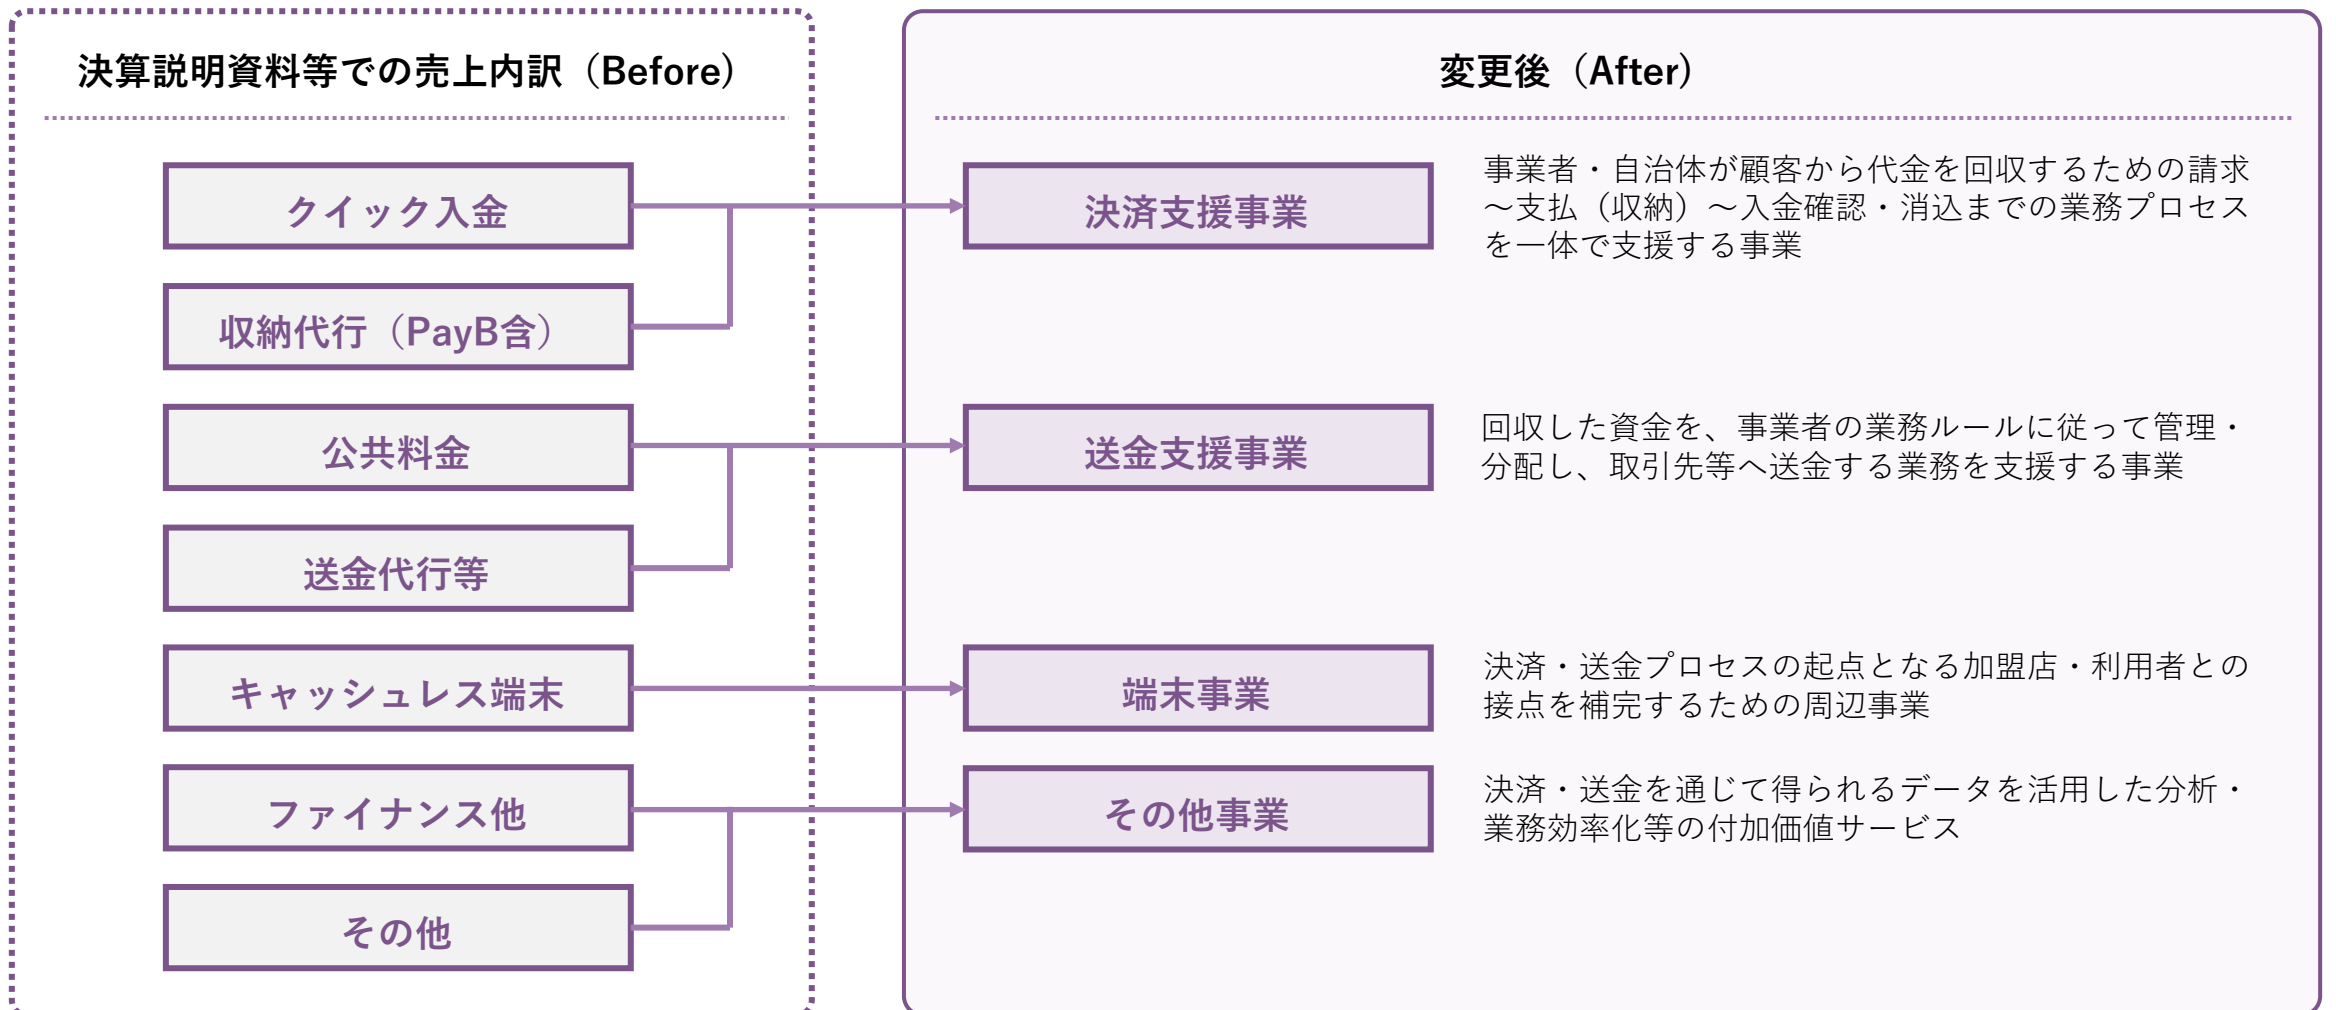 決算説明資料等での売上内訳（Before)
クイック入金
収納代行（PayB含）
公共料金
送金代行等
キャッシュレス端末
ファイナンス他
その他
変更後（After)
決済支援事業
事業者・自治体が顧客から代金を回収するための請求
～支払（収納）～入金確認・消込までの業務プロセス
を一体で支援する事業
送金支援事業
回収した資金を、事業者の業務ルールに従って管理・
分配し、取引先等へ送金する業務を支援する事業
端末事業
決済・送金プロセスの起点となる加盟店・利用者との
接点を補完するための周辺事業
その他事業
決済・送金を通じて得られるデータを活用した分析・
業務効率化等の付加価値サービス